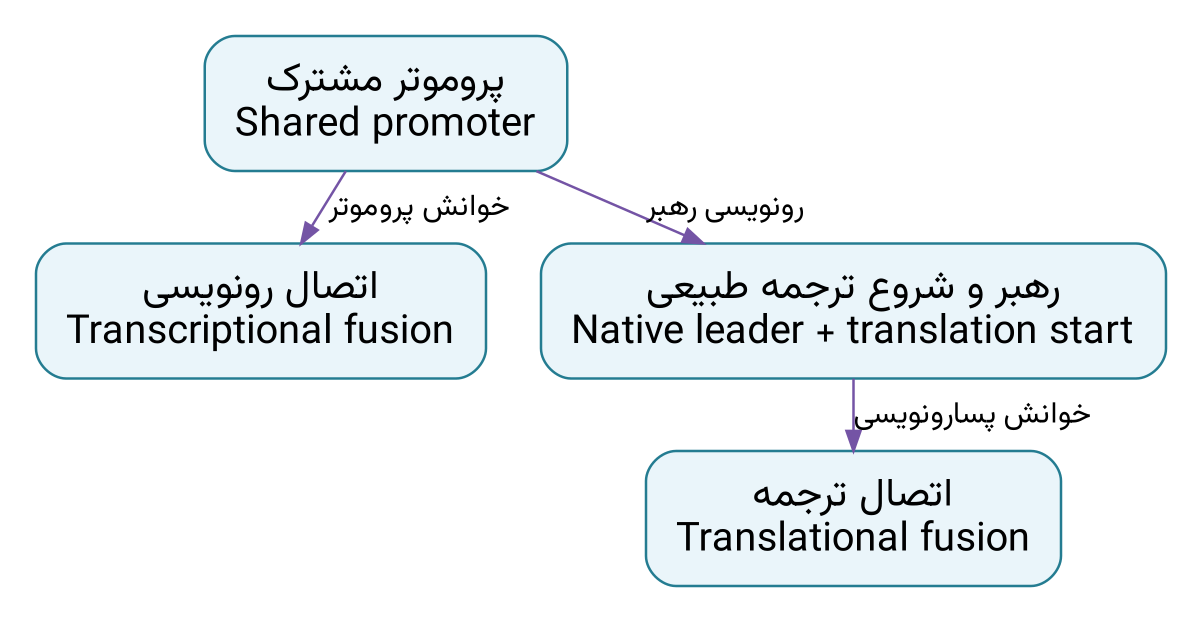 پروموتر مشترک
Shared promoter
خوانش پروموتر
رونویسی رهبر
اتصال رونویسی
Transcriptional fusion
رهبر و شروع ترجمه طبیعی
Native leader + translation start
خوانش پسارونویسی
اتصال ترجمه
Translational fusion